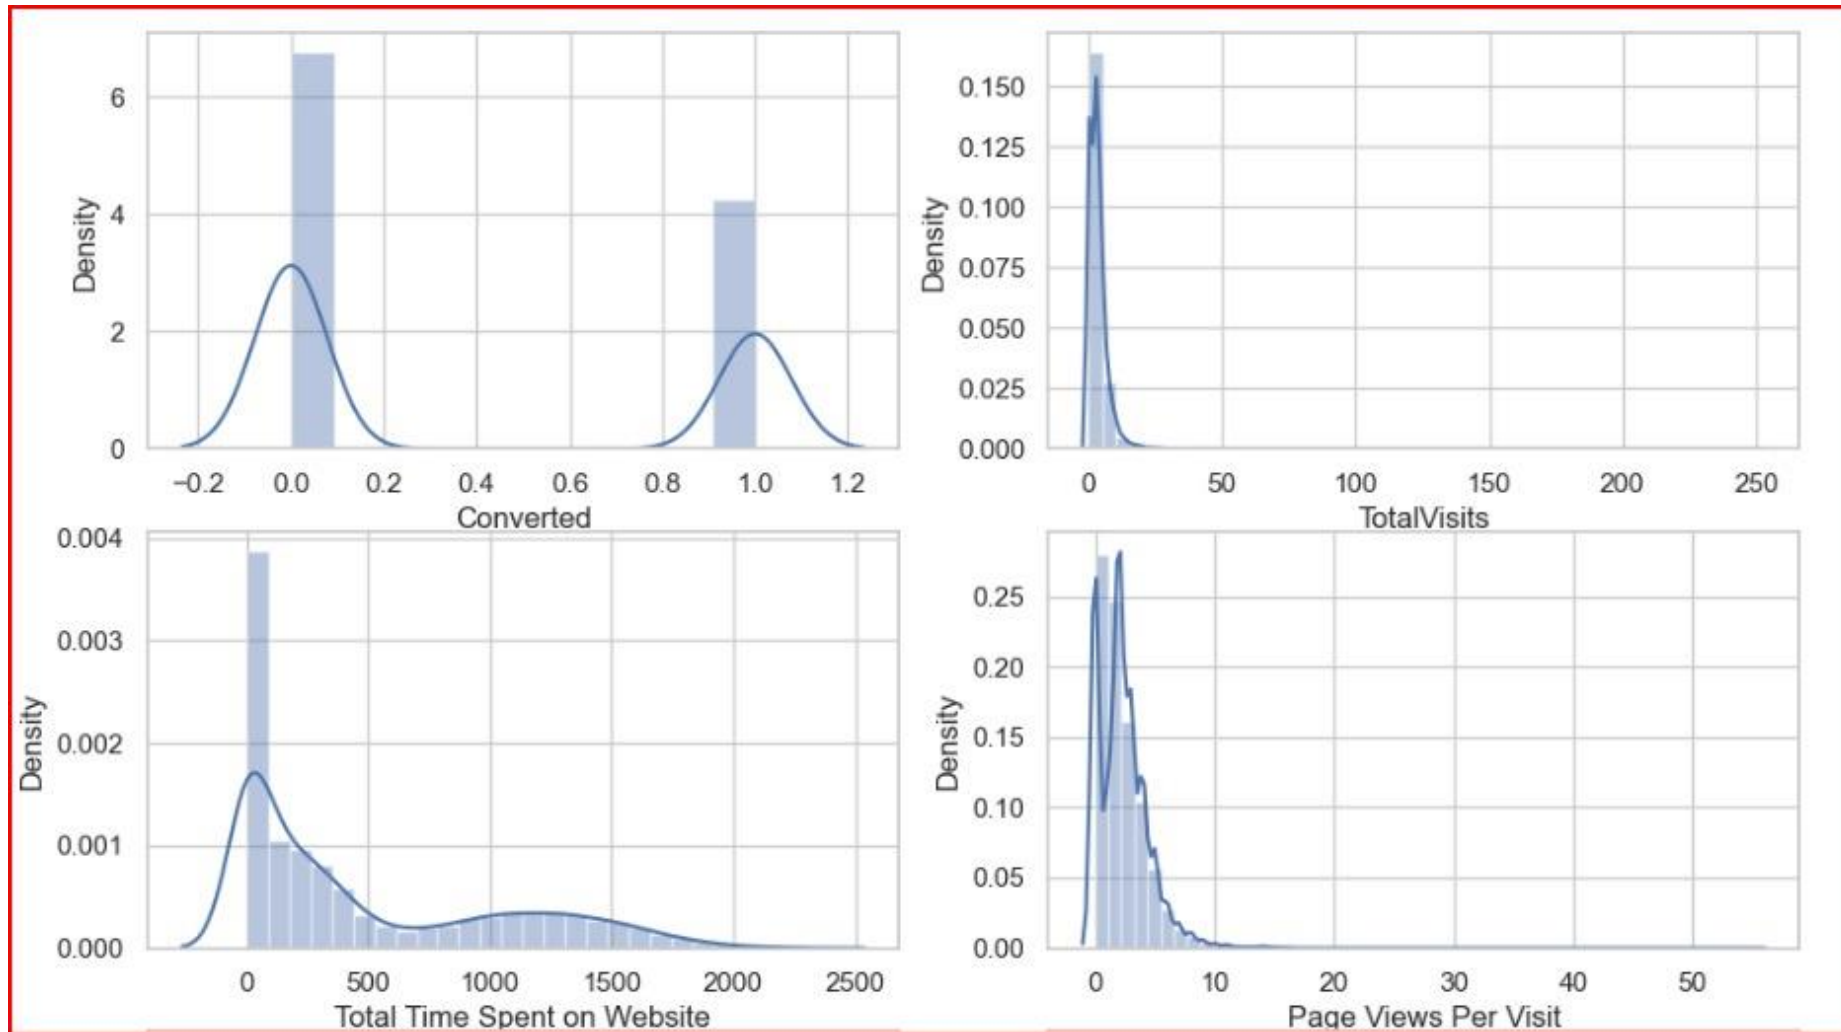 Density
6
4
2
0
−0.2 0.0 0.2 0.4 0.6 0.8 1.0 1.2
Converted
Density
0.150
0.125
0.100
0.075
0.050
0.025
0.000
0 50 100 150 200 250
TotalVisits
Density
0.004
0.003
0.002
0.001
0.000
0 500 1000 1500 2000 2500
Total Time Spent on Website
Density
0.25
0.20
0.15
0.10
0.05
0.00
0 10 20 30 40 50
Page Views Per Visit